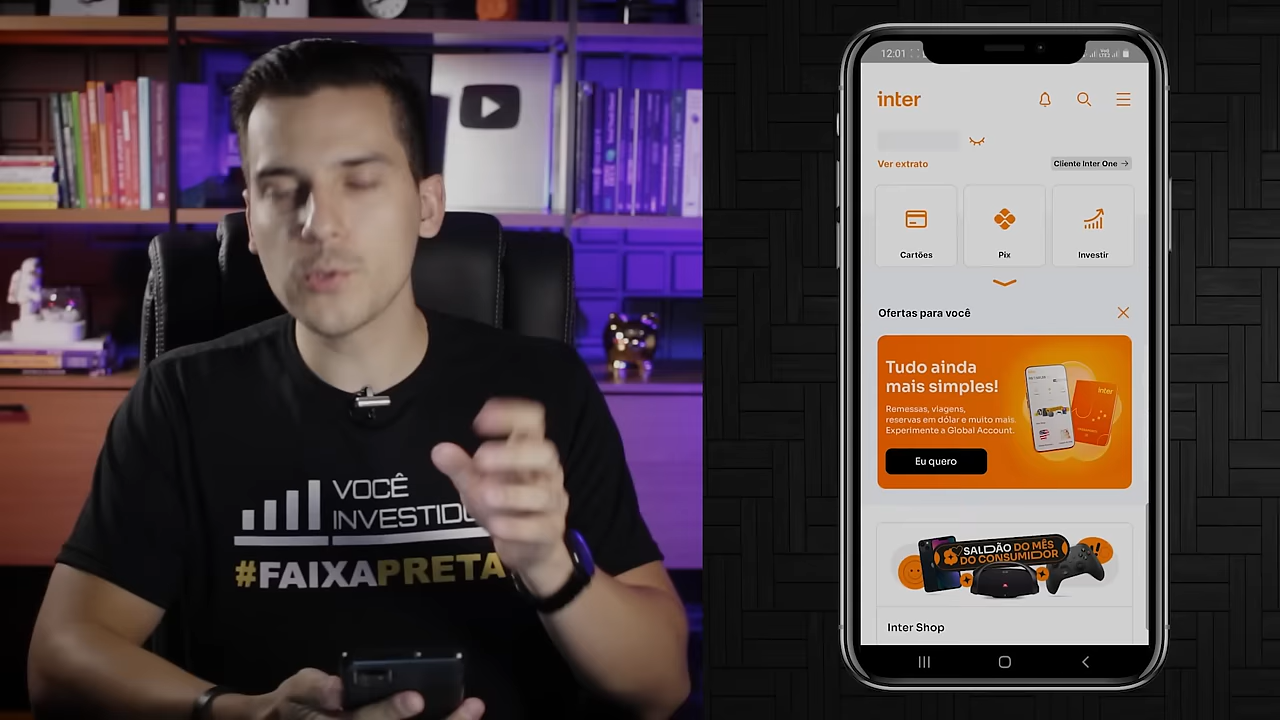 VOCÊ
INVESTIDO
#FAIXAPRETA
12:01
inter
Ver extrato
Cliente Inter One →
Cartões
Pix
Investir
Ofertas para você
Tudo ainda
mais simples!
Remessas, viagens,
reservas em dólar e muito mais.
Experimente a Global Account.
Eu quero
inter
SALDÃO DO MÊS
DO CONSUMIDOR
Inter Shop